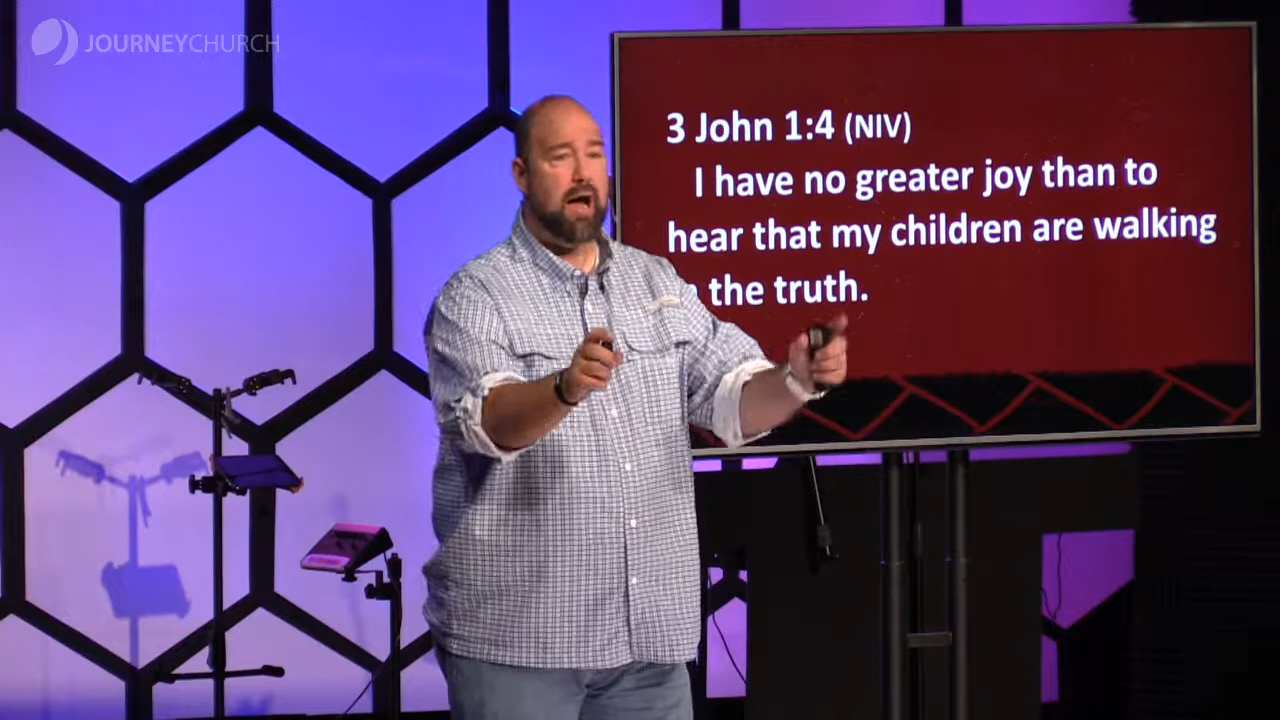 JOURNEYCHURCH
3 John 1:4 (NIV)
I have no greater joy than to
hear that my children are walking
the truth.